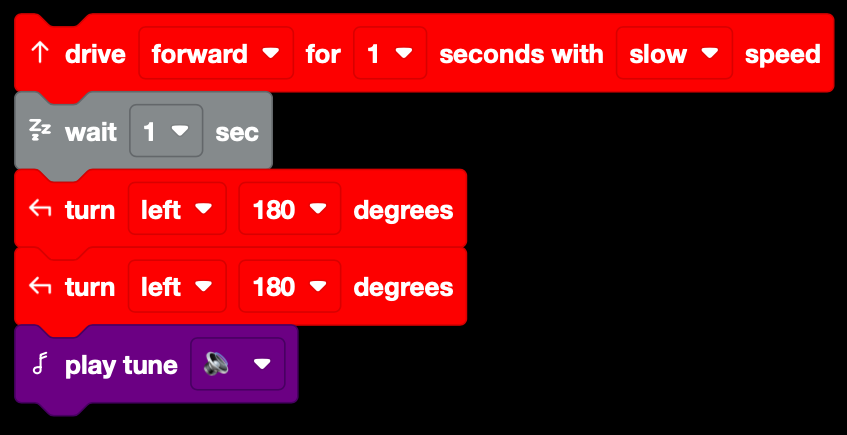 drive forward for 1 seconds with slow speed
wait 1 sec
turn left 180 degrees
turn left 180 degrees
play tune